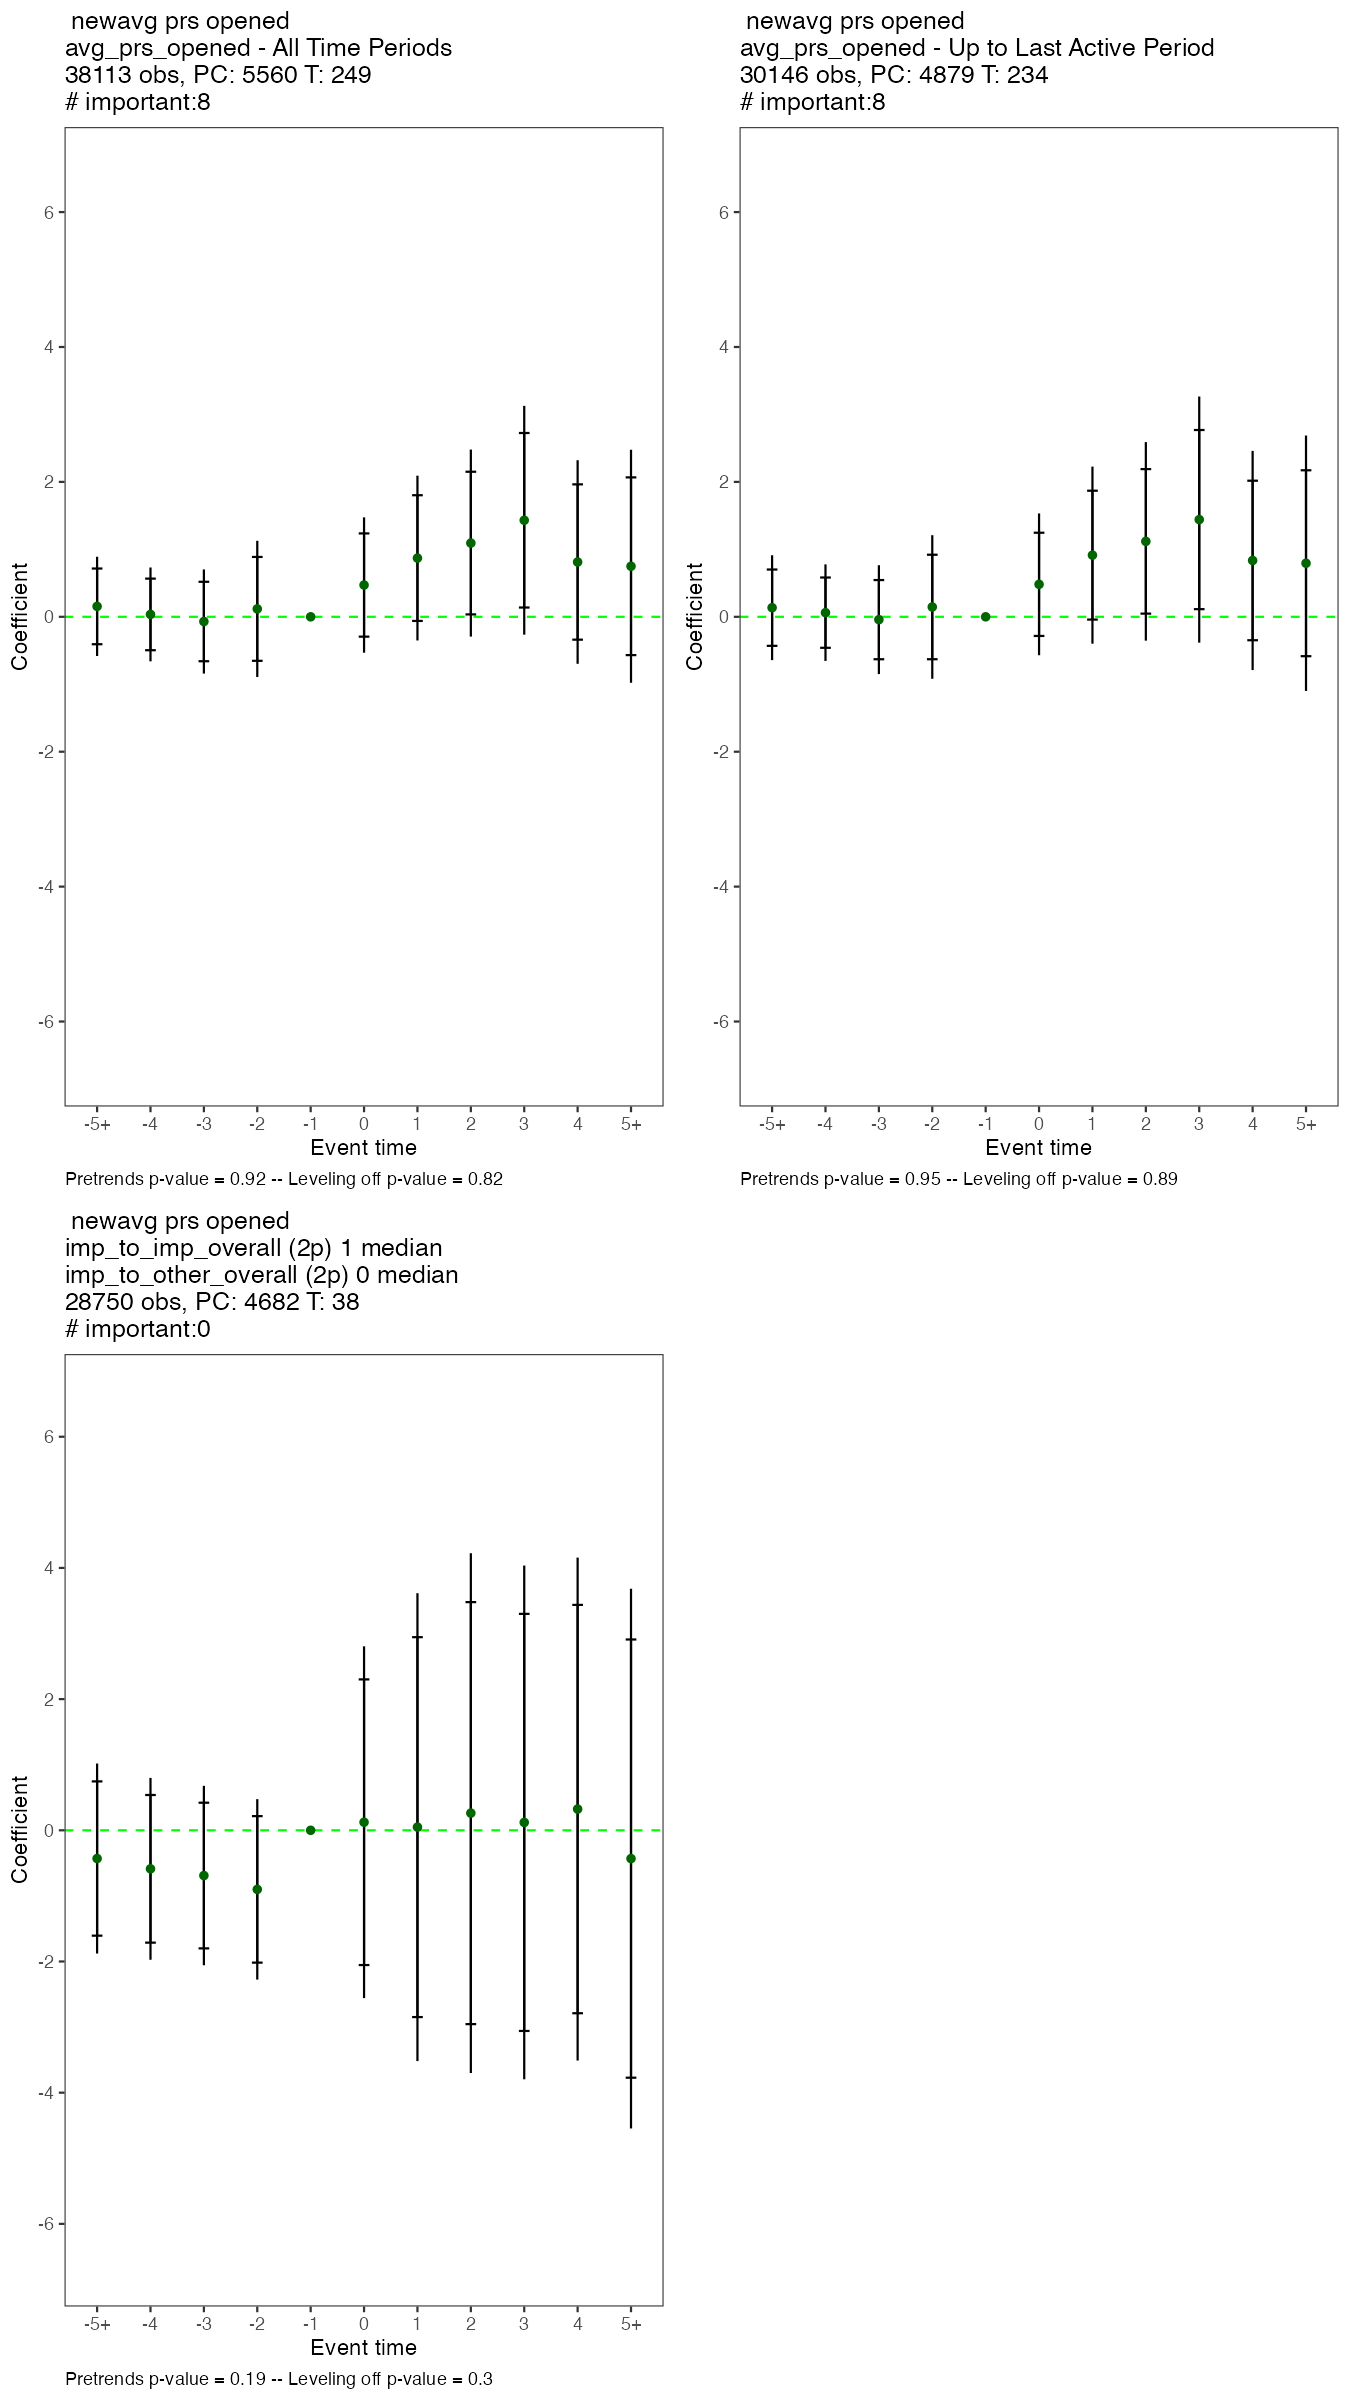 newavg prs opened
avg_prs_opened - All Time Periods
38113 obs, PC: 5560 T: 249
# important:8
6
4
2
0
-2
-4
-6
Coefficient
-5+ -4 -3 -2 -1 0 1 2 3 4 5+
Event time
Pretrends p-value = 0.92 -- Leveling off p-value = 0.82
newavg prs opened
avg_prs_opened - Up to Last Active Period
30146 obs, PC: 4879 T: 234
# important:8
6
4
2
0
-2
-4
-6
Coefficient
-5+ -4 -3 -2 -1 0 1 2 3 4 5+
Event time
Pretrends p-value = 0.95 -- Leveling off p-value = 0.89
newavg prs opened
imp_to_imp_overall (2p) 1 median
imp_to_other_overall (2p) 0 median
28750 obs, PC: 4682 T: 38
# important:0
6
4
2
0
-2
-4
-6
Coefficient
-5+ -4 -3 -2 -1 0 1 2 3 4 5+
Event time
Pretrends p-value = 0.19 -- Leveling off p-value = 0.3